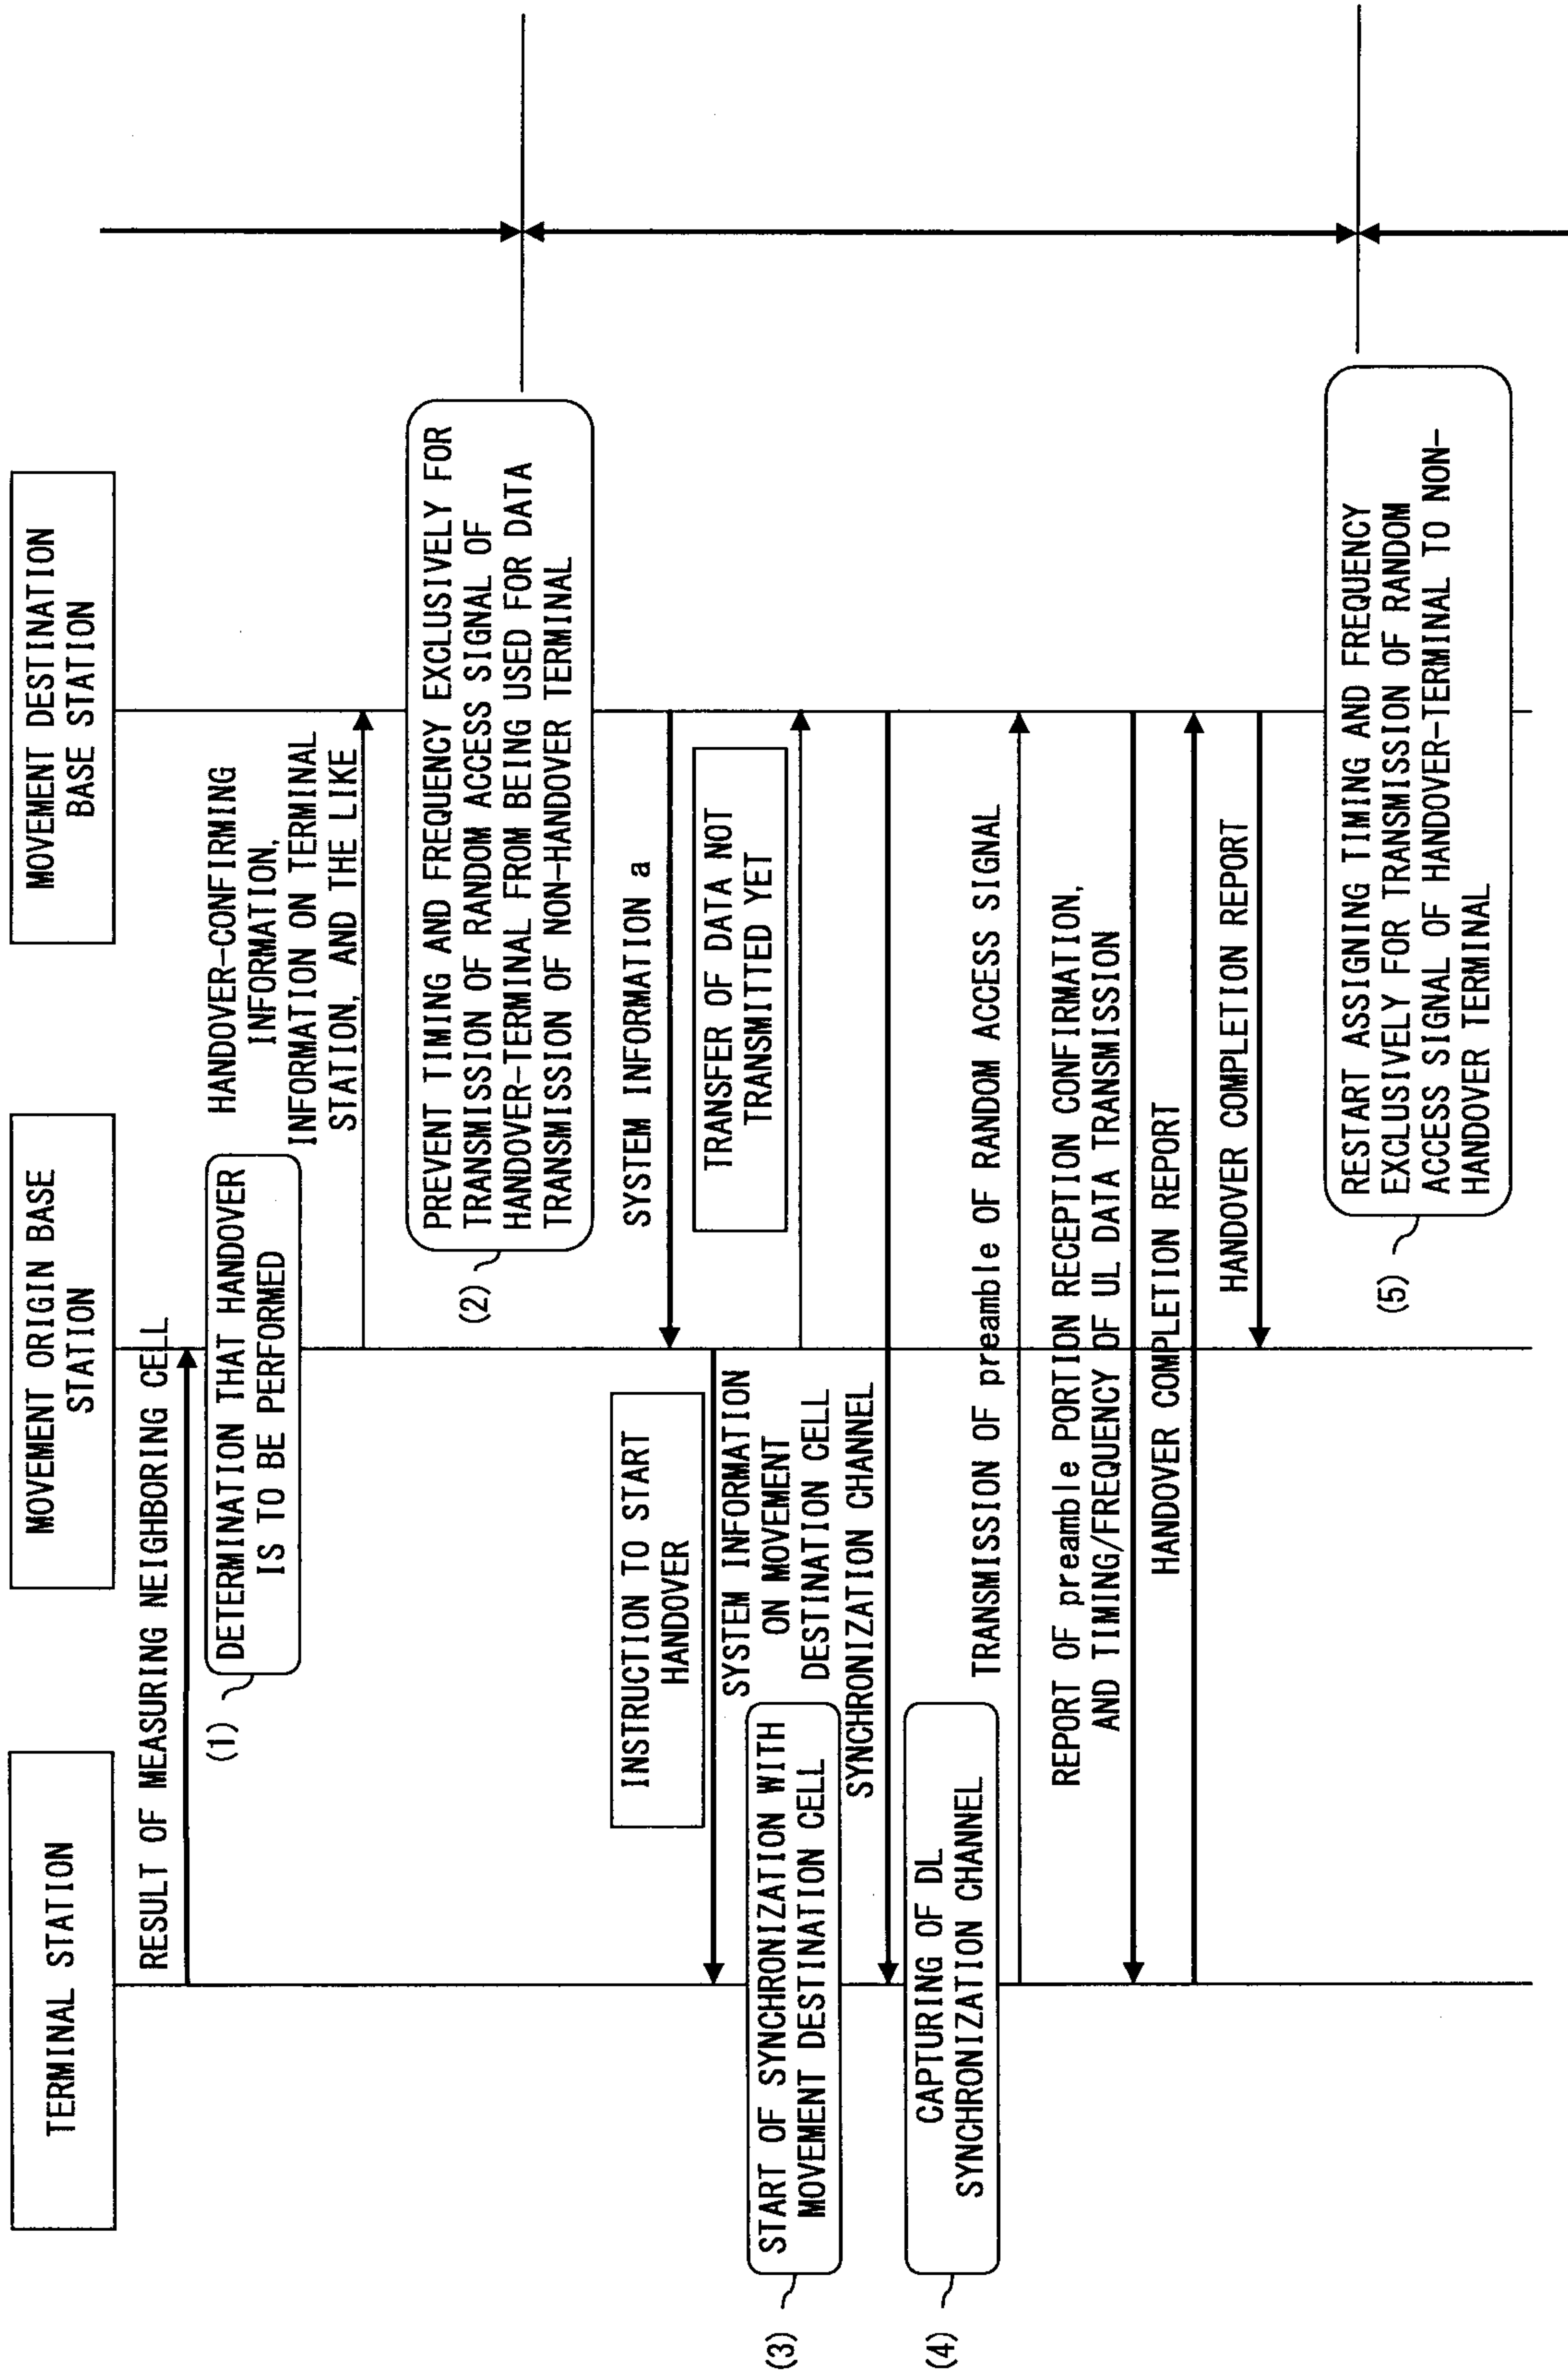 TERMINAL STATION
MOVEMENT ORIGIN BASE
STATION
MOVEMENT DESTINATION
BASE STATION
RESULT OF MEASURING NEIGHBORING CELL
(1)
DETERMINATION THAT HANDOVER
IS TO BE PERFORMED
HANDOVER-CONFIRMING
INFORMATION,
INFORMATION ON TERMINAL
STATION, AND THE LIKE
(2)
PREVENT TIMING AND FREQUENCY EXCLUSIVELY FOR
TRANSMISSION OF RANDOM ACCESS SIGNAL OF
HANDOVER-TERMINAL FROM BEING USED FOR DATA
TRANSMISSION OF NON-HANDOVER TERMINAL
SYSTEM INFORMATION a
INSTRUCTION TO START
HANDOVER
TRANSFER OF DATA NOT
TRANSMITTED YET
SYSTEM INFORMATION
ON MOVEMENT
DESTINATION CELL
(3)
START OF SYNCHRONIZATION WITH
MOVEMENT DESTINATION CELL
SYNCHRONIZATION CHANNEL
(4)
CAPTURING OF DL
SYNCHRONIZATION CHANNEL
TRANSMISSION OF preamble OF RANDOM ACCESS SIGNAL
REPORT OF preamble PORTION RECEPTION CONFIRMATION,
AND TIMING/FREQUENCY OF UL DATA TRANSMISSION
HANDOVER COMPLETION REPORT
HANDOVER COMPLETION REPORT
(5)
RESTART ASSIGNING TIMING AND FREQUENCY
EXCLUSIVELY FOR TRANSMISSION OF RANDOM
ACCESS SIGNAL OF HANDOVER-TERMINAL TO NON-
HANDOVER TERMINAL